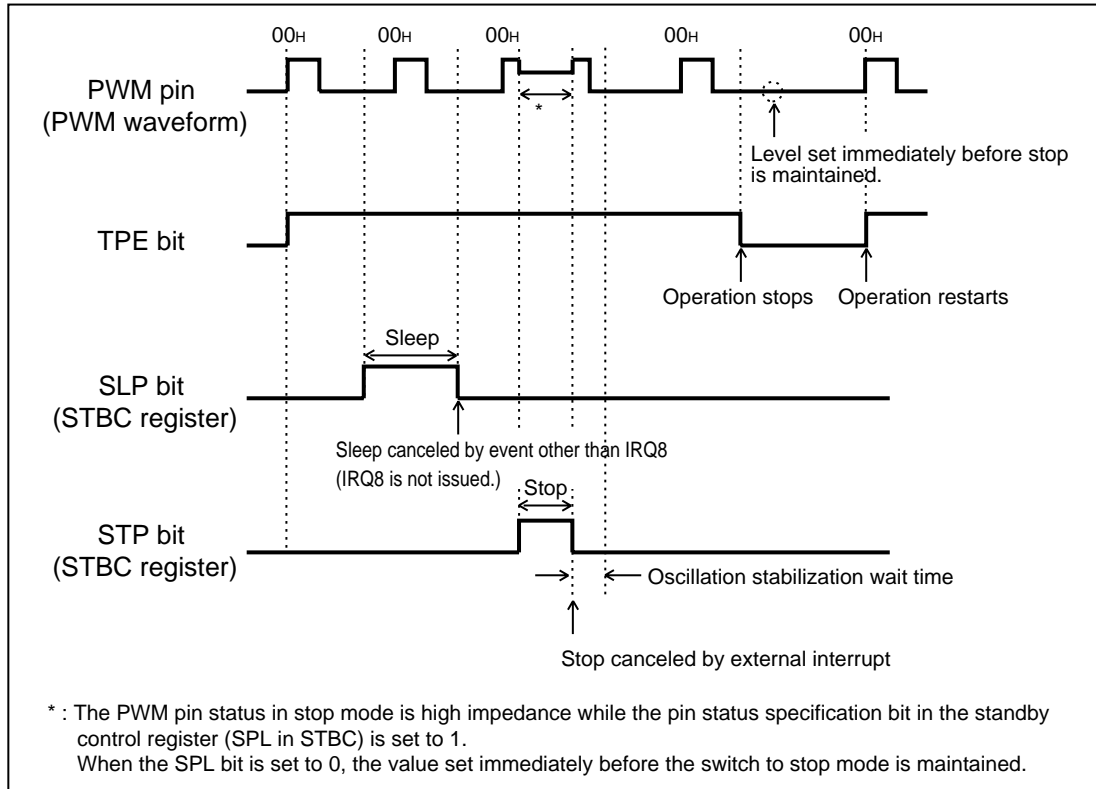 00H 00H 00H 00H 00H
PWM pin
(PWM waveform)
*
Level set immediately before stop
is maintained.
TPE bit
Operation stops Operation restarts
Sleep
SLP bit
(STBC register)
Sleep canceled by event other than IRQ8
(IRQ8 is not issued.)
Stop
STP bit
(STBC register)
Oscillation stabilization wait time
Stop canceled by external interrupt
* : The PWM pin status in stop mode is high impedance while the pin status specification bit in the standby
control register (SPL in STBC) is set to 1.
When the SPL bit is set to 0, the value set immediately before the switch to stop mode is maintained.